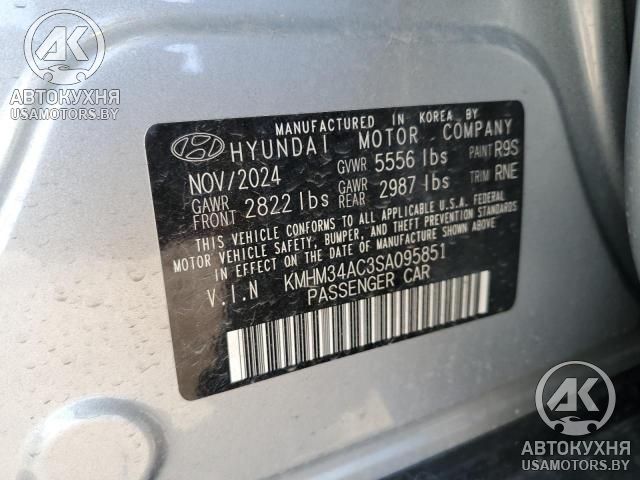 АК
АВТОКУХНЯ
USAMOTORS.BY
MANUFACTURED IN KOREA BY
HYUNDAI MOTOR COMPANY
NOV/2024 GVWR 5556 lbs PAINT R9S
GAWR FRONT 2822 lbs GAWR REAR 2987 lbs TRIM RNE
THIS VEHICLE CONFORMS TO ALL APPLICABLE U.S.A. FEDERAL
MOTOR VEHICLE SAFETY, BUMPER, AND THEFT PREVENTION STANDARDS
IN EFFECT ON THE DATE OF MANUFACTURE SHOWN ABOVE.
V.I.N KMHM34AC3SA095851
PASSENGER CAR
АК
АВТОКУХНЯ
USAMOTORS.BY